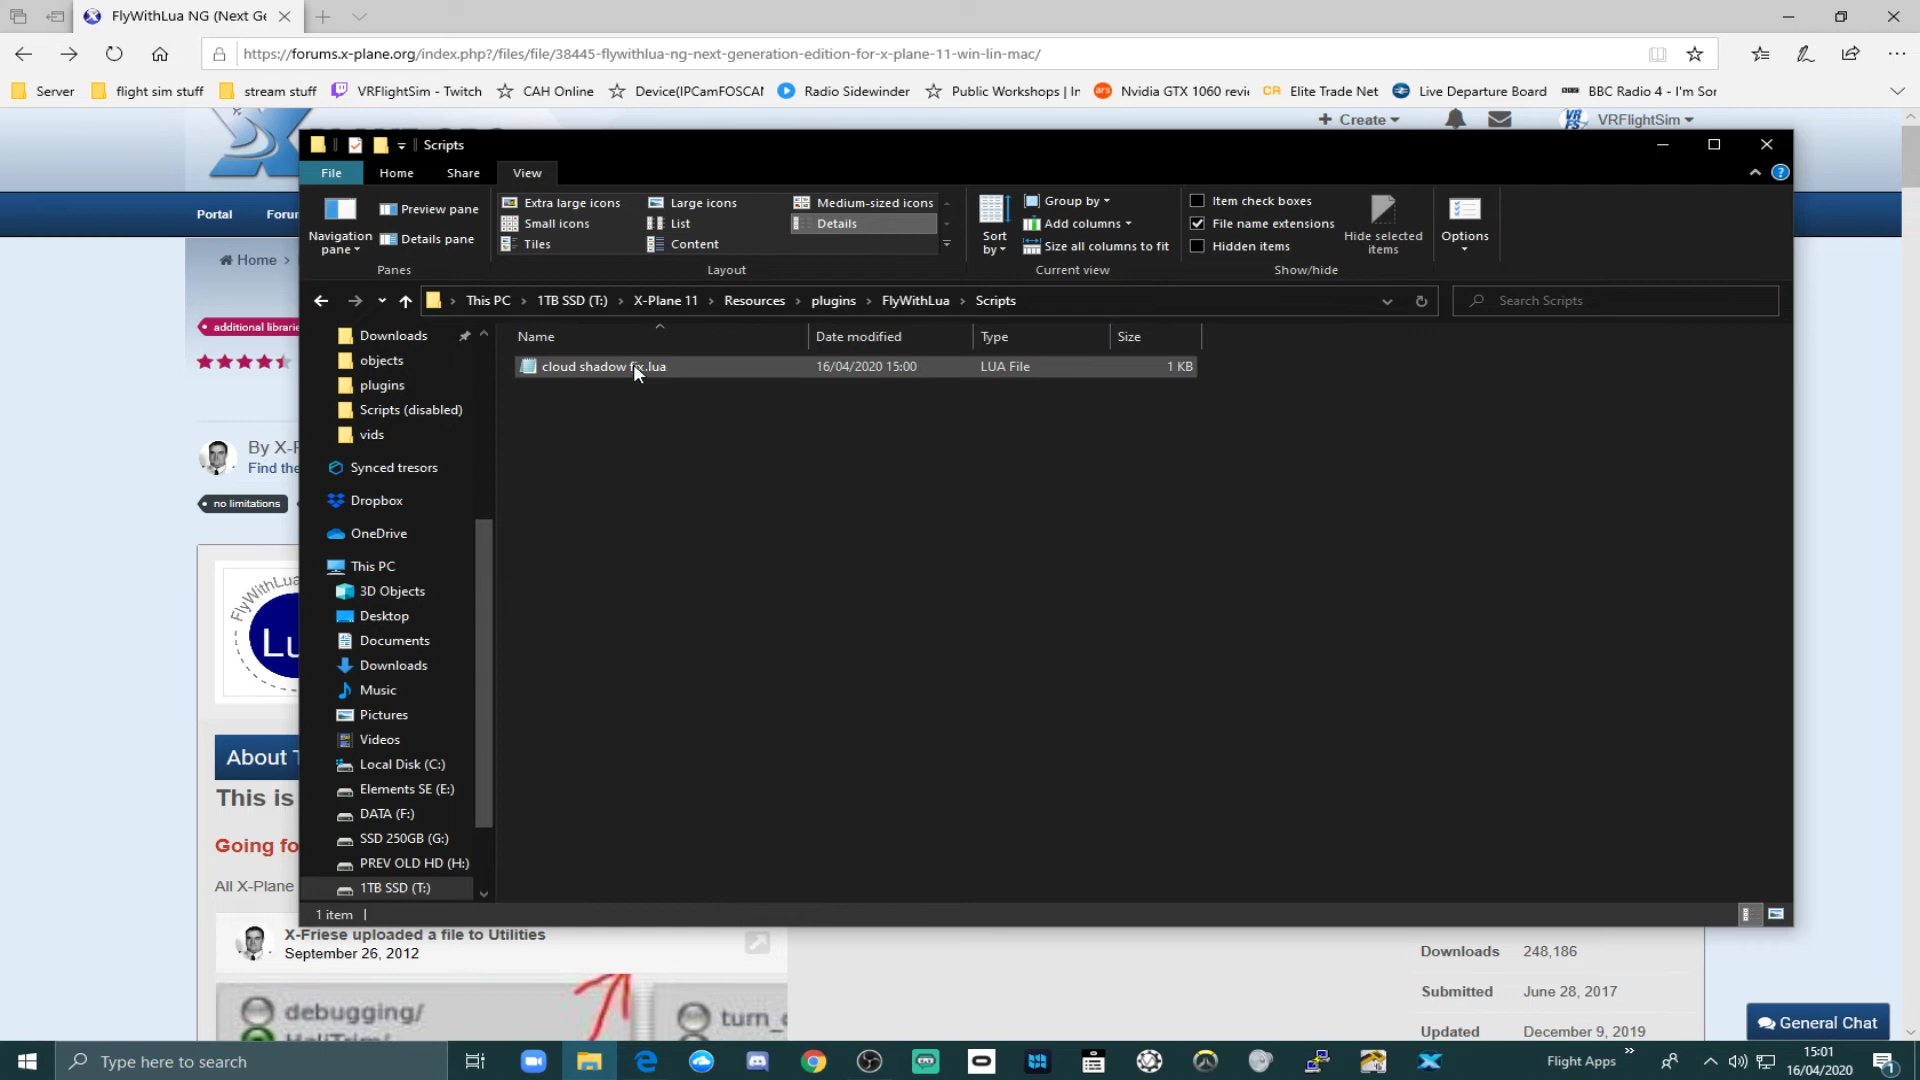 FlyWithLua NG (Next Ge
https://forums.x-plane.org/index.php?/files/file/38445-flywithlua-ng-next-generation-edition-for-x-plane-11-win-lin-mac/
Server
flight sim stuff
stream stuff
VRFlightSim - Twitch
CAH Online
Device(IPCamFOSCAM
Radio Sidewinder
Public Workshops | In
Nvidia GTX 1060 revie
Elite Trade Net
Live Departure Board
BBC Radio 4 - I'm Sor
Create
VRFlightSim
Scripts
File
Home
Share
View
Navigation pane
Preview pane
Details pane
Panes
Extra large icons
Large icons
Medium-sized icons
Small icons
List
Details
Tiles
Content
Layout
Sort by
Group by
Add columns
Size all columns to fit
Current view
Item check boxes
File name extensions
Hidden items
Hide selected items
Show/hide
Options
This PC
1TB SSD (T:)
X-Plane 11
Resources
plugins
FlyWithLua
Scripts
Search Scripts
Portal
Forun
Home
additional librarie
By X-F
Find the
no limitations
FlyWithLua
Lu
About T
This is
Going fo
All X-Plane
Downloads
objects
plugins
Scripts (disabled)
vids
Synced tresors
Dropbox
OneDrive
This PC
3D Objects
Desktop
Documents
Downloads
Music
Pictures
Videos
Local Disk (C:)
Elements SE (E:)
DATA (F:)
SSD 250GB (G:)
PREV OLD HD (H:)
1TB SSD (T:)
Name
Date modified
Type
Size
cloud shadow fix.lua
16/04/2020 15:00
LUA File
1 KB
1 item
X-Friese uploaded a file to Utilities
September 26, 2012
debugging/
turn_
Downloads 248,186
Submitted June 28, 2017
Updated December 9, 2019
General Chat
Type here to search
Flight Apps
15:01
16/04/2020